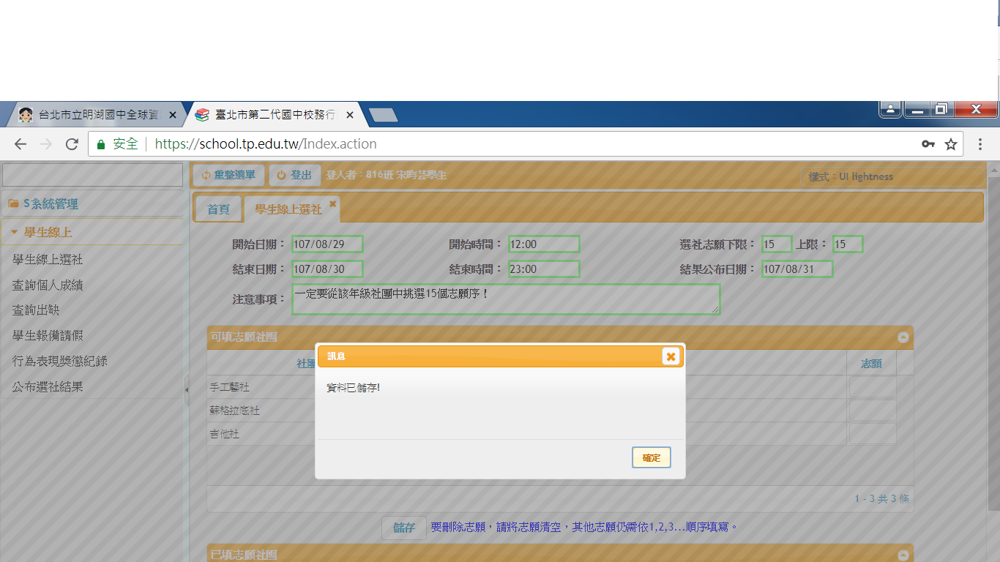 台北市立明湖國中全球資
臺北市第二代國中校務行
安全
https://school.tp.edu.tw/Index.action
重整選單
登出
登入者：816班 宋昀芸學生
樣式：UI lightness
S系統管理
學生線上
學生線上選社
查詢個人成績
查詢出缺
學生報備請假
行為表現獎懲紀錄
公布選社結果
首頁
學生線上選社
開始日期： 107/08/29 開始時間： 12:00 選社志願下限： 15 上限： 15
結束日期： 107/08/30 結束時間： 23:00 結果公布日期： 107/08/31
注意事項： 一定要從該年級社團中挑選15個志願序！
可填志願社團
社團
志願
手工藝社
蘇格拉底社
吉他社
訊息
資料已儲存!
確定
1 - 3 共 3 條
儲存 要刪除志願，請將志願清空，其他志願仍需依1,2,3...順序填寫。
已填志願社團